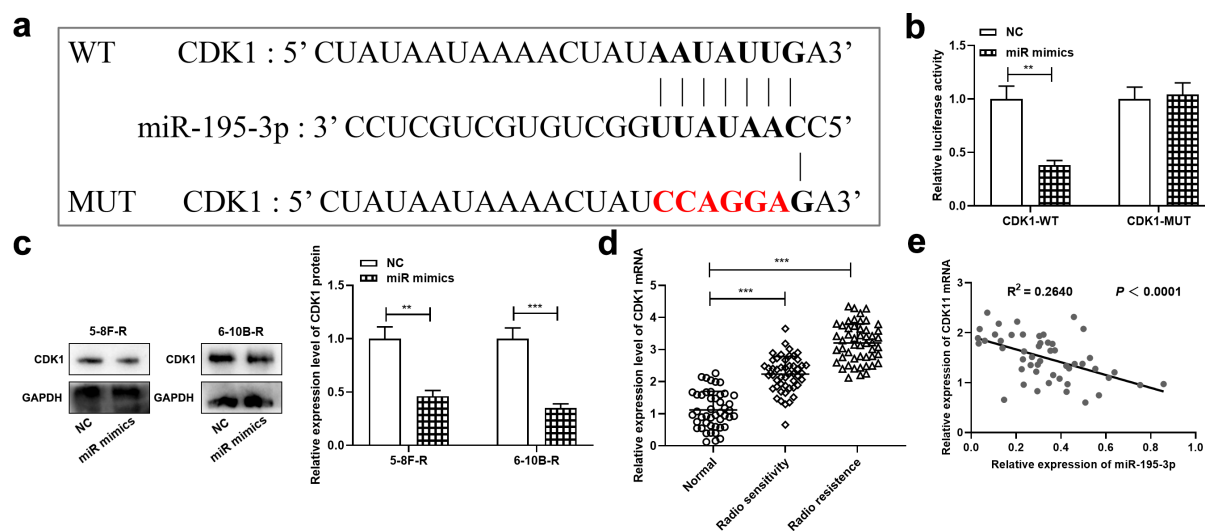 a
WT CDK1 : 5’ CUAUAAUAAAACUAUAAUAUUGA3’
miR-195-3p : 3’ CCUCGUCGUGUCGGUUAUAACC5’
MUT CDK1 : 5’ CUAUAAUAAAACUAUCCAGGAGA3’
b
NC
miR mimics
Relative luciferase activity
1.5
1.0
0.5
0.0
**
CDK1-WT
CDK1-MUT
c
5-8F-R
6-10B-R
CDK1
CDK1
GAPDH
GAPDH
NC
miR mimics
NC
miR mimics
NC
miR mimics
Relative expression level of CDK1 protein
1.5
1.0
0.5
0.0
**
***
5-8F-R
6-10B-R
d
Relative expression of CDK1 mRNA
6
5
4
3
2
1
0
***
***
Normal
Radio sensitivity
Radio resistence
e
Relative expression of CDK11 mRNA
R2 = 0.2640
P < 0.0001
3
2
1
0
0.0
0.2
0.4
0.6
0.8
1.0
Relative expression of miR-195-3p